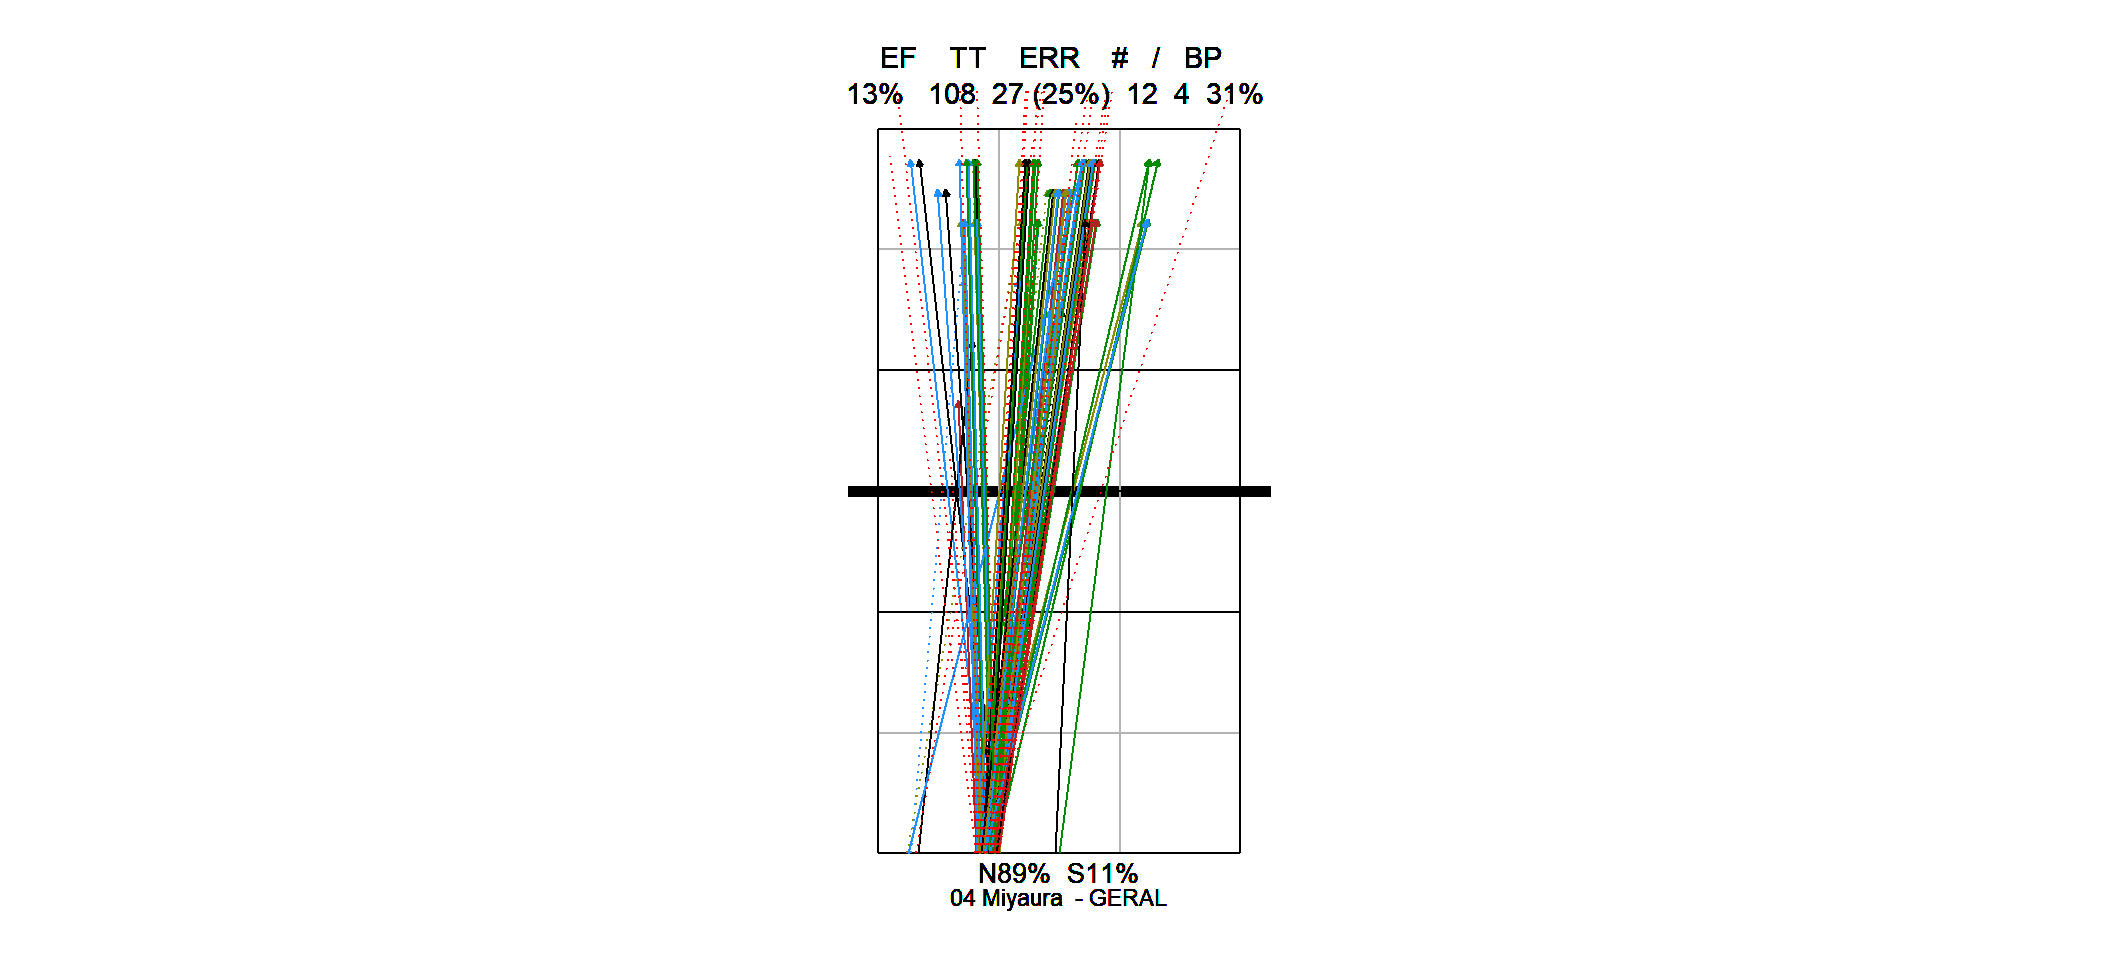 EF TT ERR # / BP
13% 108 27 (25%) 12 4 31%
N89% S11%
04 Miyaura - GERAL